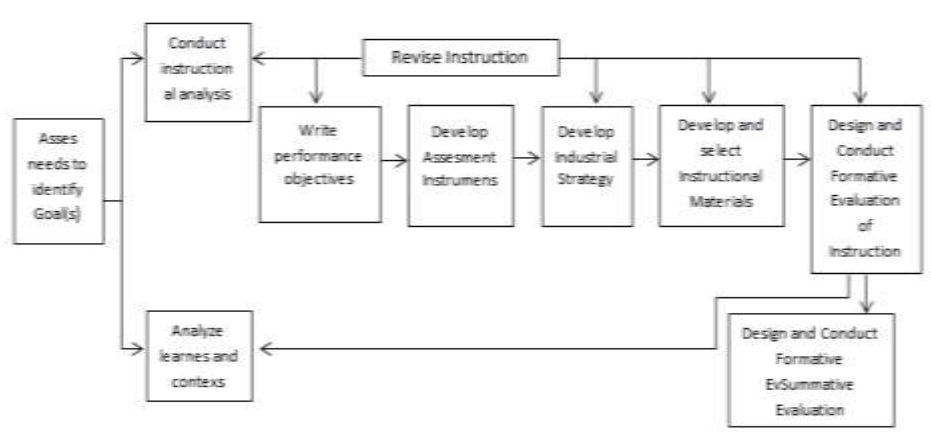 Asses
needs to
identify
Goal(s)
Conduct
instruction
al analysis
Revise Instruction
Write
performance
objectives
Develop
Assesment
Instrumens
Develop
Industrial
Strategy
Develop and
select
Instructional
Materials
Design and
Conduct
Formative
Evaluation
of
Instruction
Analyze
learnes and
contexs
Design and Conduct
Formative
EvSummative
Evaluation